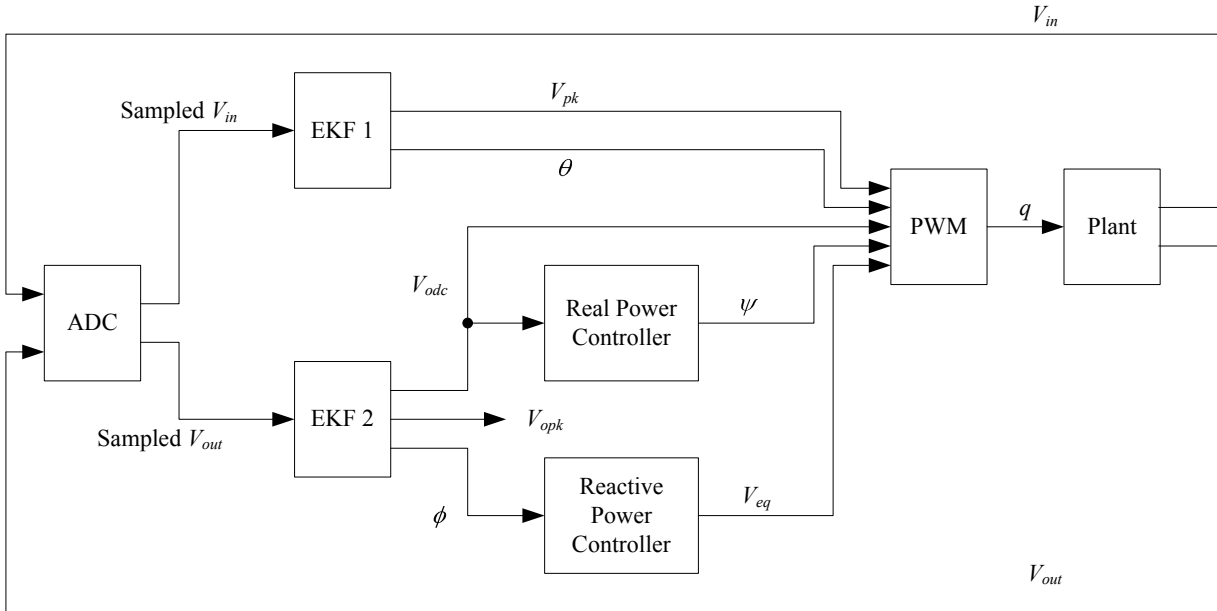 V_in
Sampled V_in
EKF 1
V_pk
θ
PWM
q
Plant
ADC
V_odc
Real Power
Controller
ψ
Sampled V_out
EKF 2
V_opk
ϕ
Reactive
Power
Controller
V_eq
V_out